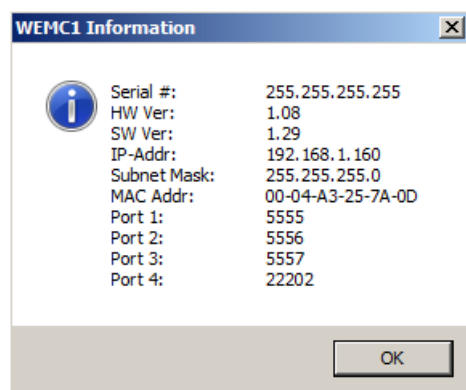 WEMC1 Information
Serial #: 255.255.255.255
HW Ver: 1.08
SW Ver: 1.29
IP-Addr: 192.168.1.160
Subnet Mask: 255.255.255.0
MAC Addr: 00-04-A3-25-7A-0D
Port 1: 5555
Port 2: 5556
Port 3: 5557
Port 4: 22202
OK